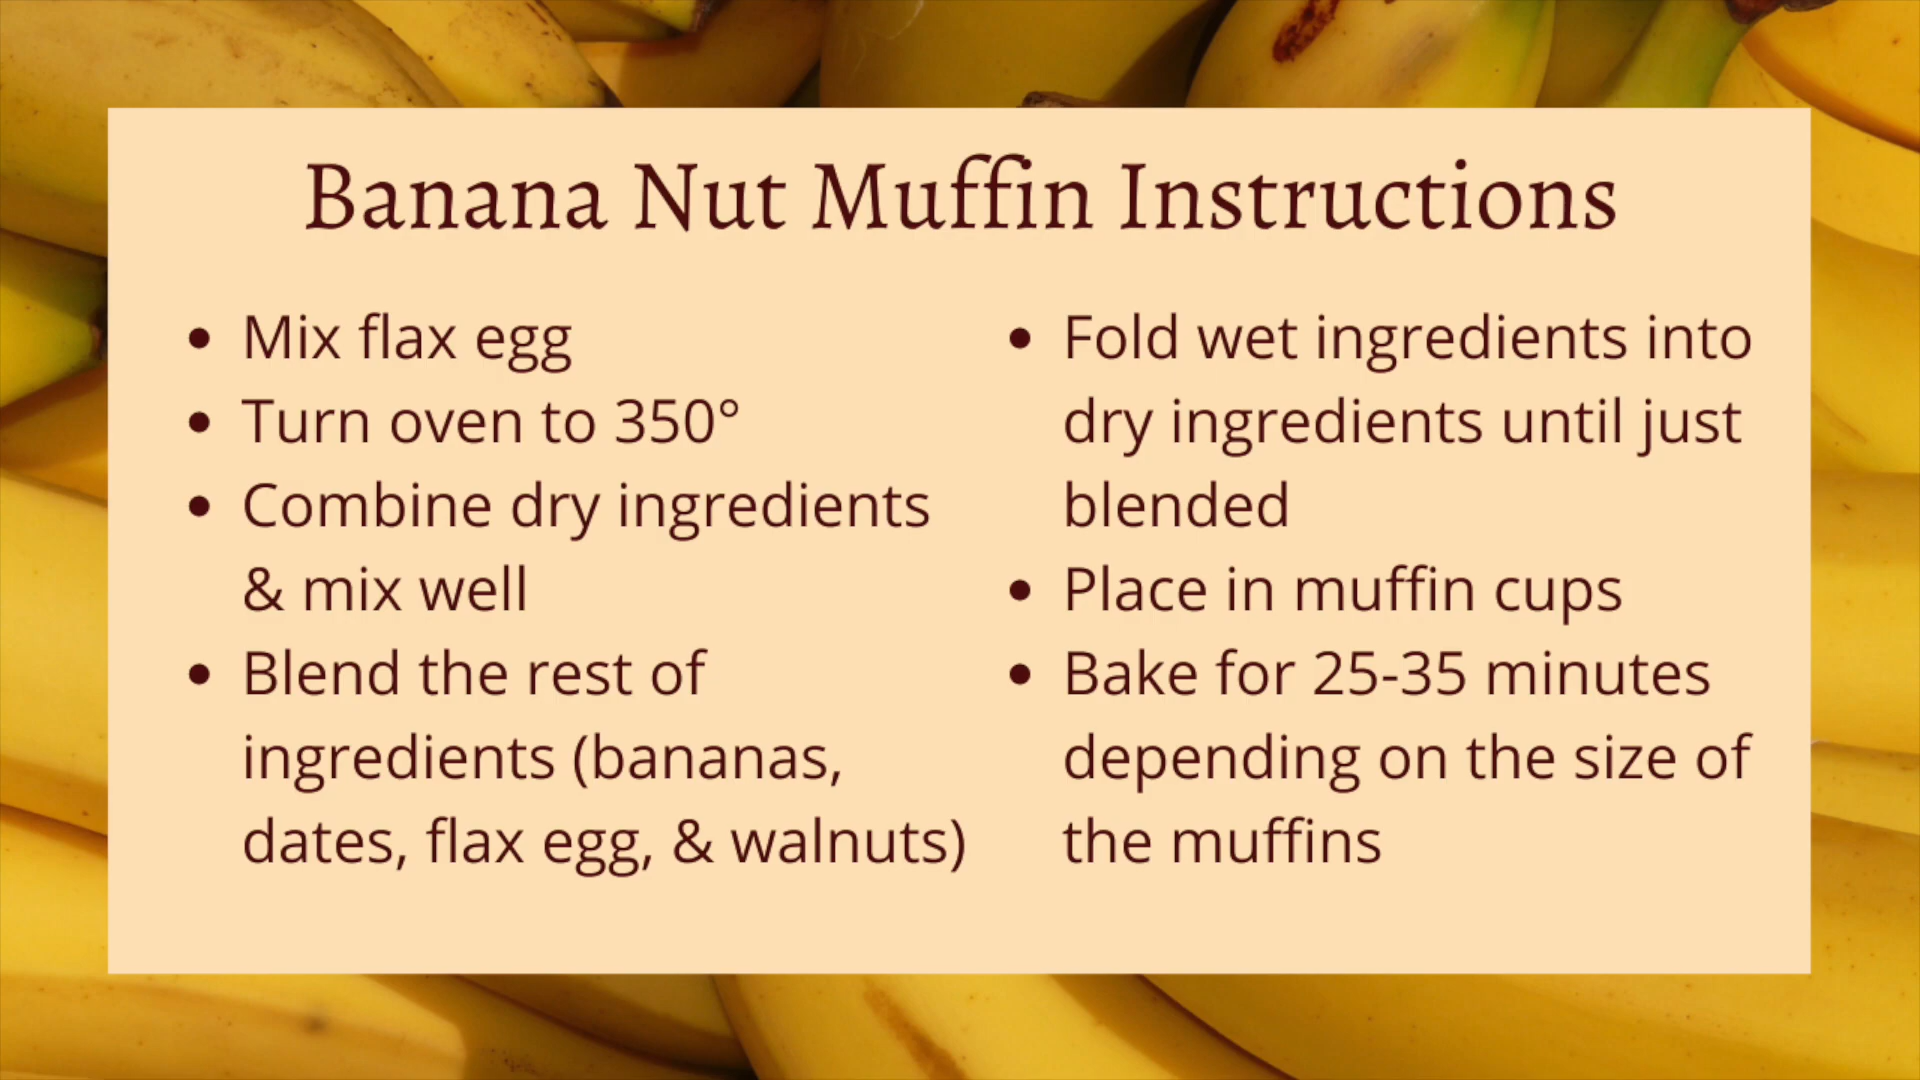 Banana Nut Muffin Instructions
• Mix flax egg
• Turn oven to 350°
• Combine dry ingredients
& mix well
• Blend the rest of
ingredients (bananas,
dates, flax egg, & walnuts)
• Fold wet ingredients into
dry ingredients until just
blended
• Place in muffin cups
• Bake for 25-35 minutes
depending on the size of
the muffins